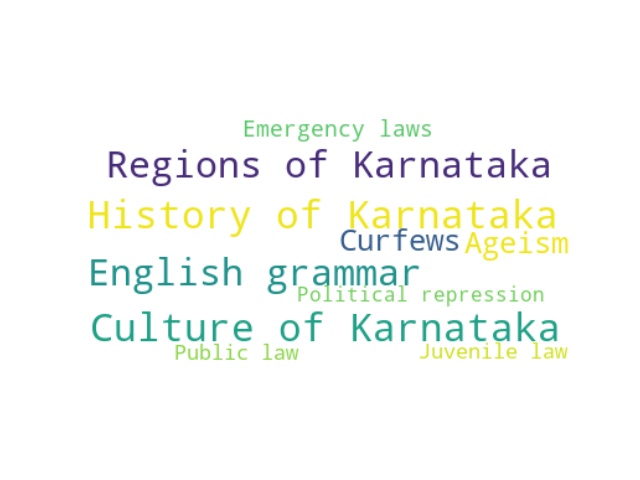 Emergency laws
Regions of Karnataka
History of Karnataka
Curfews Ageism
English grammar
Political repression
Culture of Karnataka
Public law Juvenile law